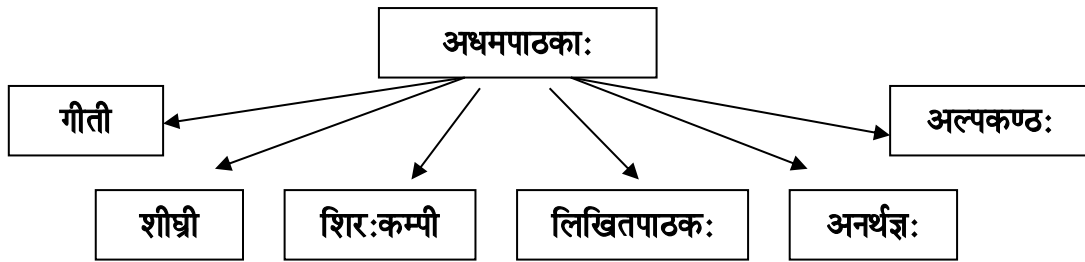 अधमपाठकाः
गीती
अल्पकण्ठः
शीघ्री
शिरःकम्पी
लिखितपाठकः
अनर्थज्ञः